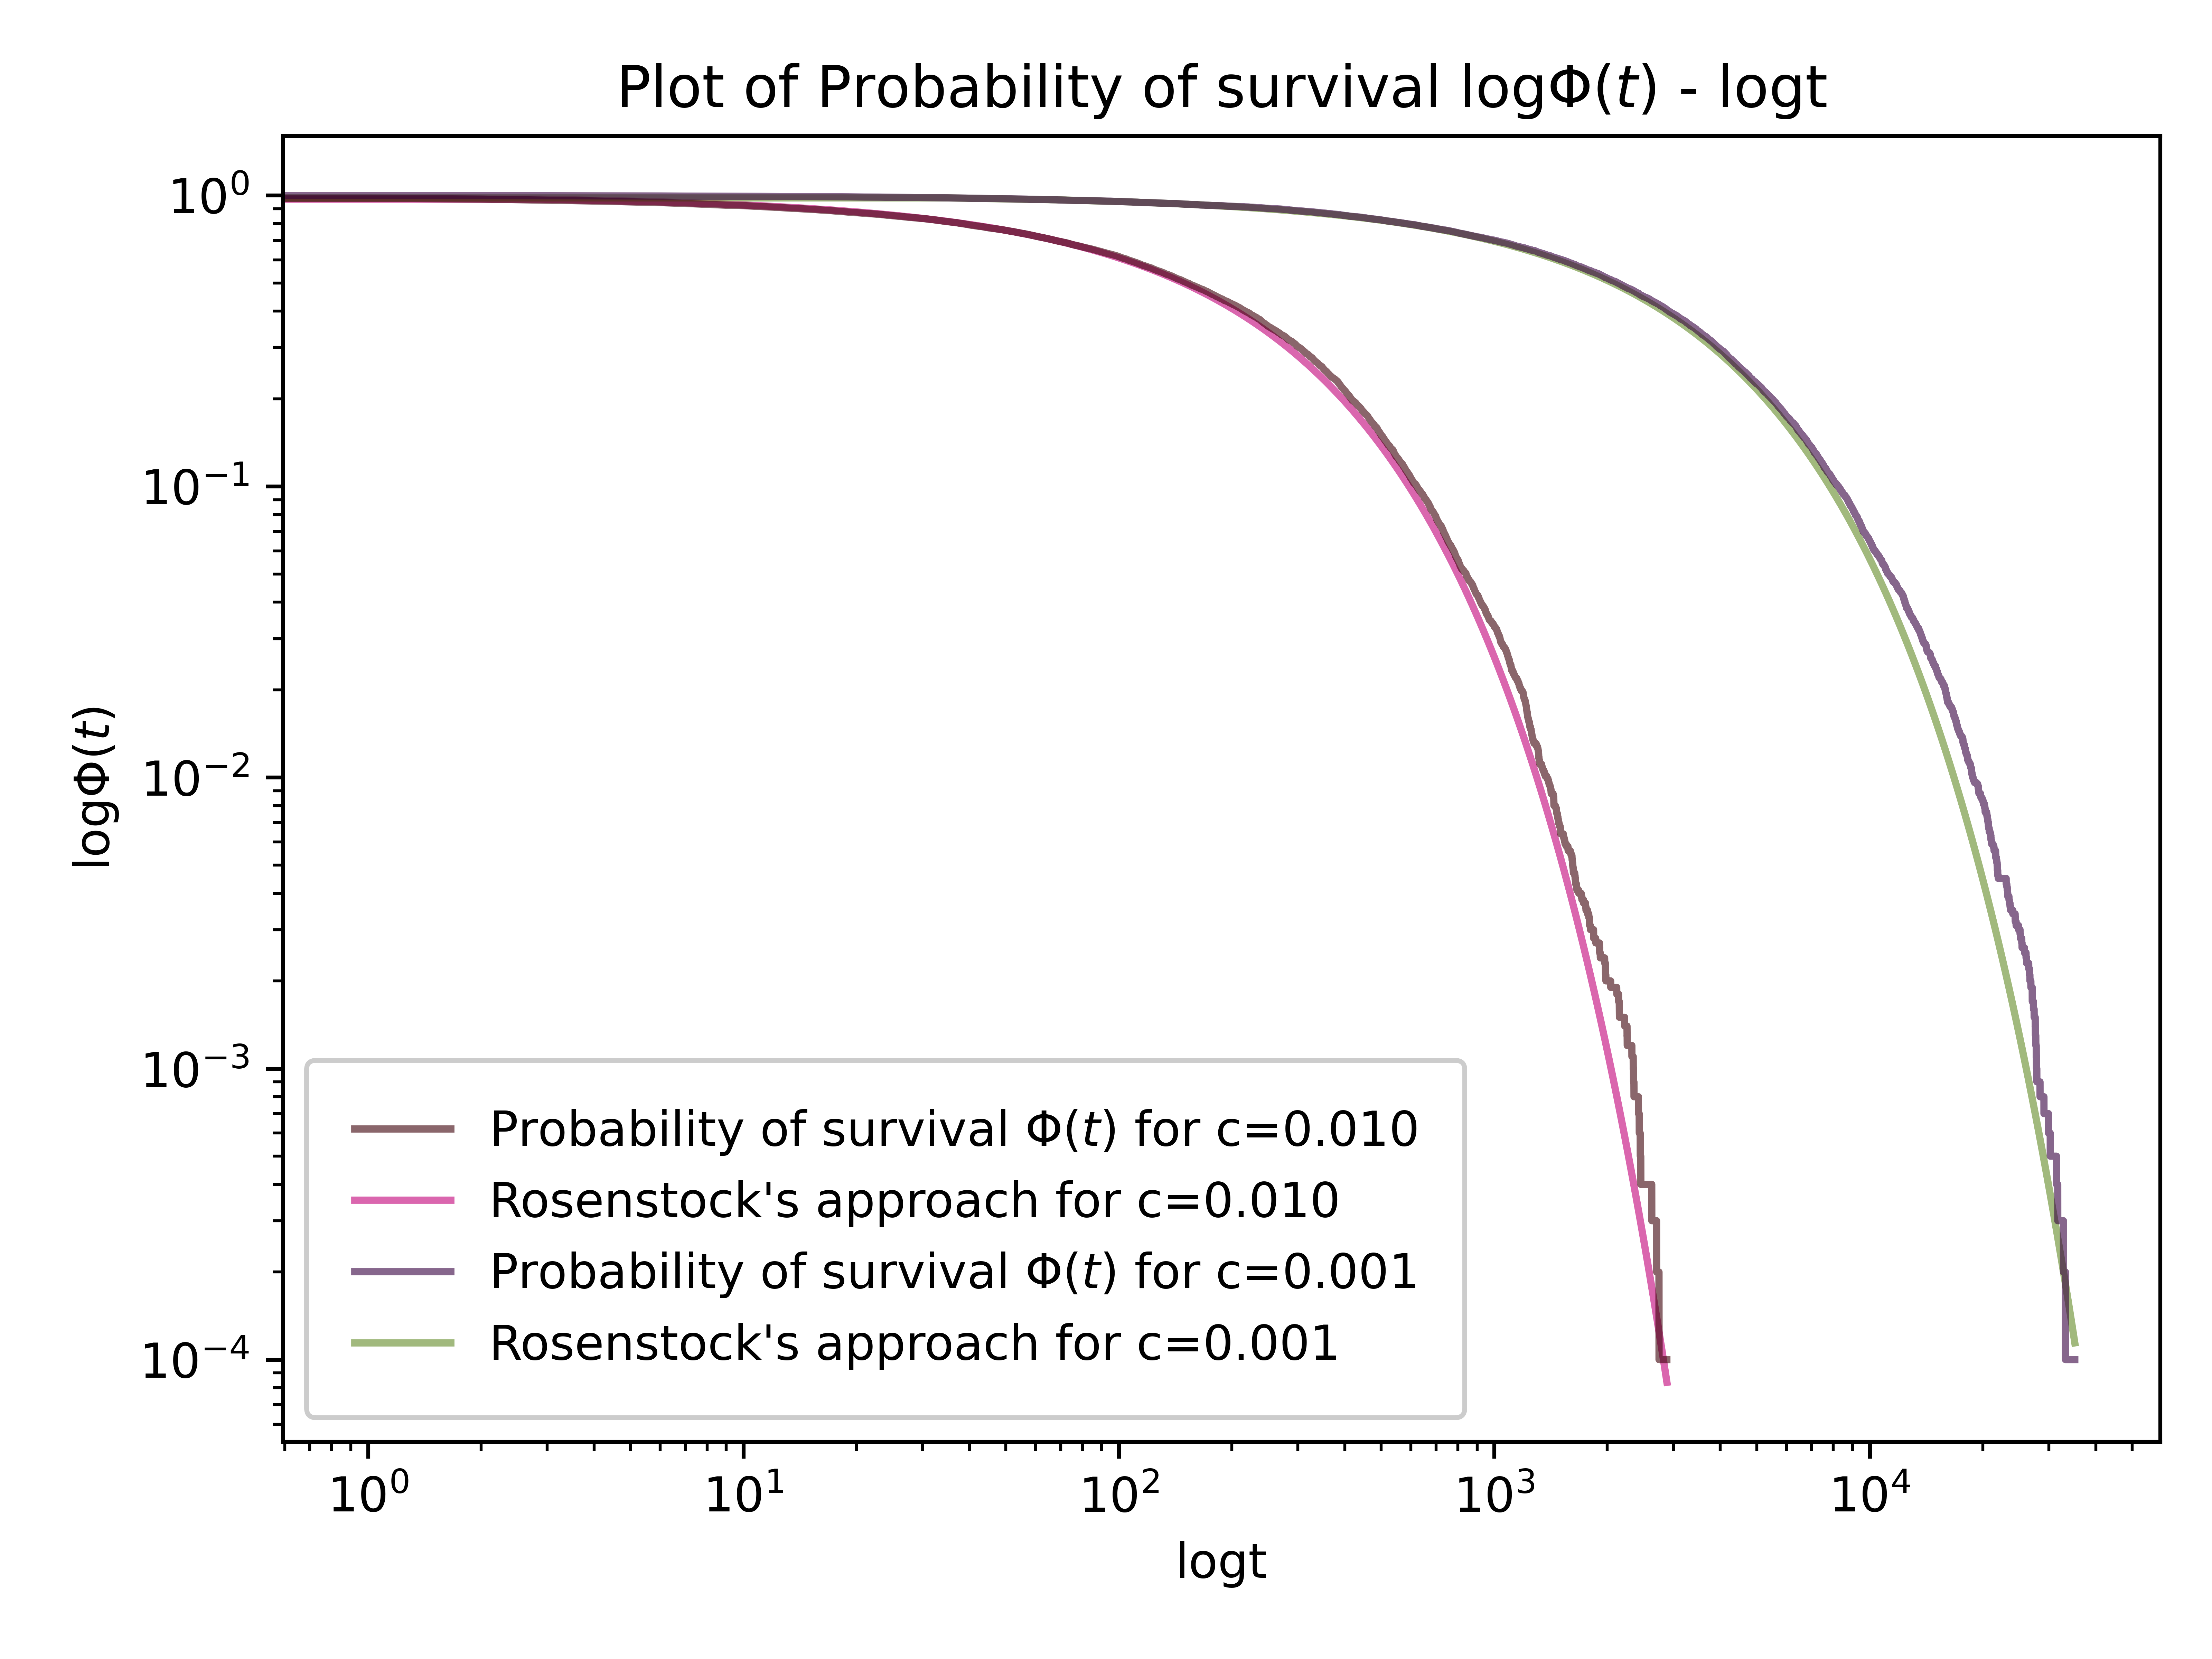 Plot of Probability of survival logΦ(t) - logt
10⁰
10⁻¹
10⁻²
10⁻³
10⁻⁴
logΦ(t)
Probability of survival Φ(t) for c=0.010
Rosenstock's approach for c=0.010
Probability of survival Φ(t) for c=0.001
Rosenstock's approach for c=0.001
10⁰ 10¹ 10² 10³ 10⁴
logt